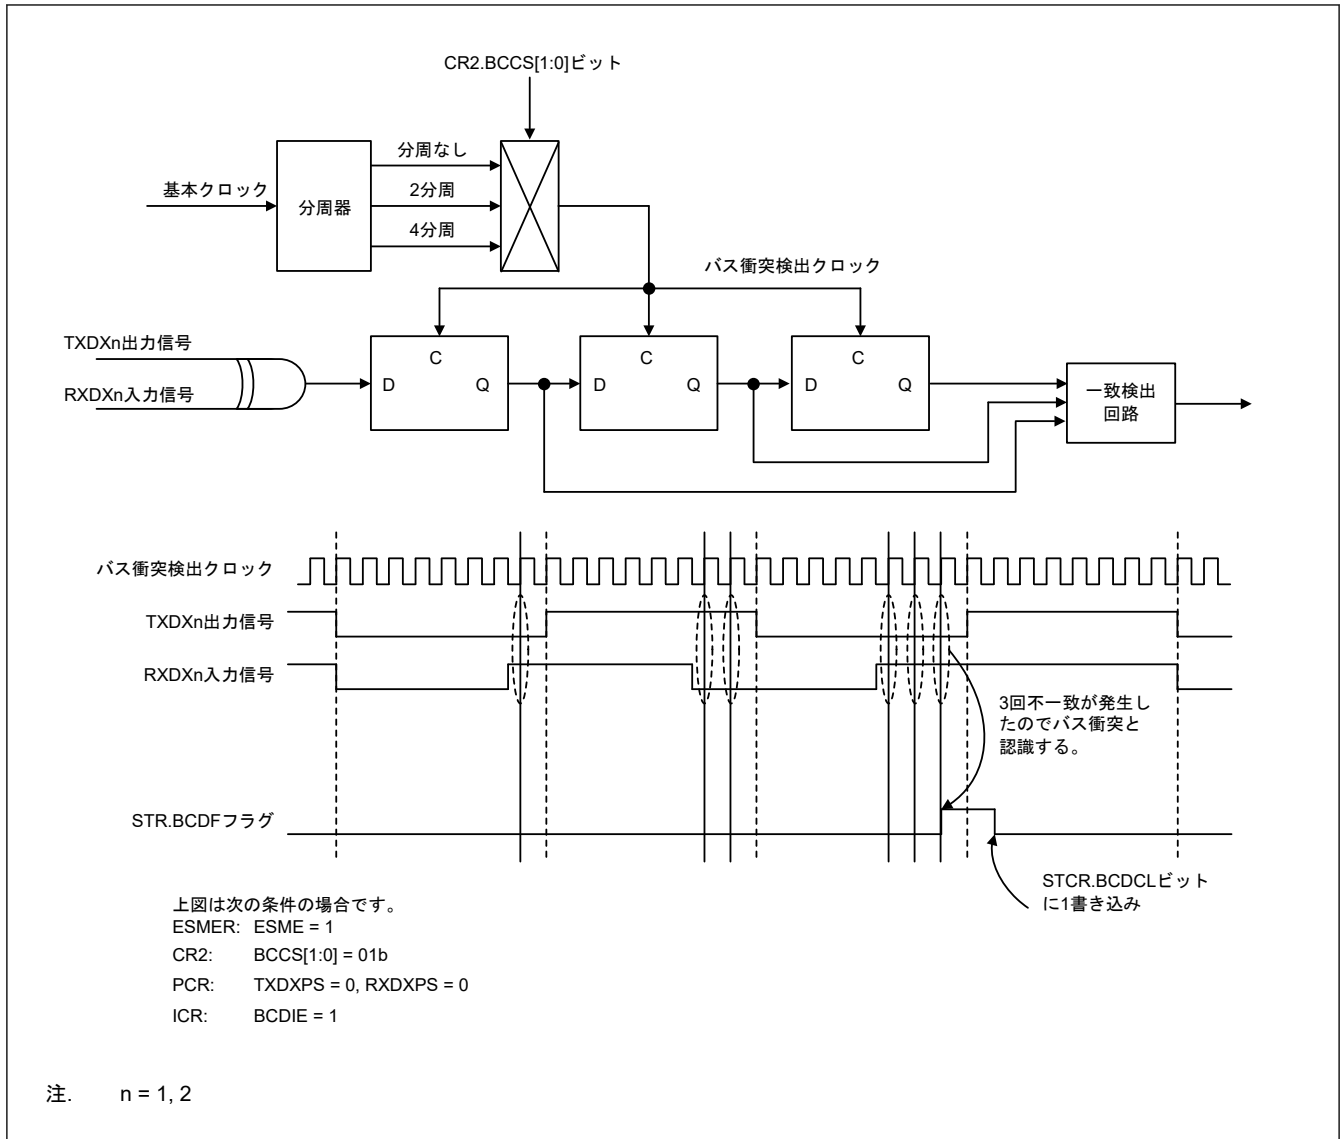 CR2.BCCS[1:0]ビット
分周なし
基本クロック
分周器
2分周
4分周
バス衝突検出クロック
TXDXn出力信号
RXDXn入力信号
C
D
Q
C
D
Q
C
D
Q
一致検出
回路
バス衝突検出クロック
TXDXn出力信号
RXDXn入力信号
3回不一致が発生し
たのでバス衝突と
認識する。
STR.BCDFフラグ
STCR.BCDCLビット
に1書き込み
上図は次の条件の場合です。
ESMER: ESME = 1
CR2: BCCS[1:0] = 01b
PCR: TXDXPS = 0, RXDXPS = 0
ICR: BCDIE = 1
注. n = 1, 2